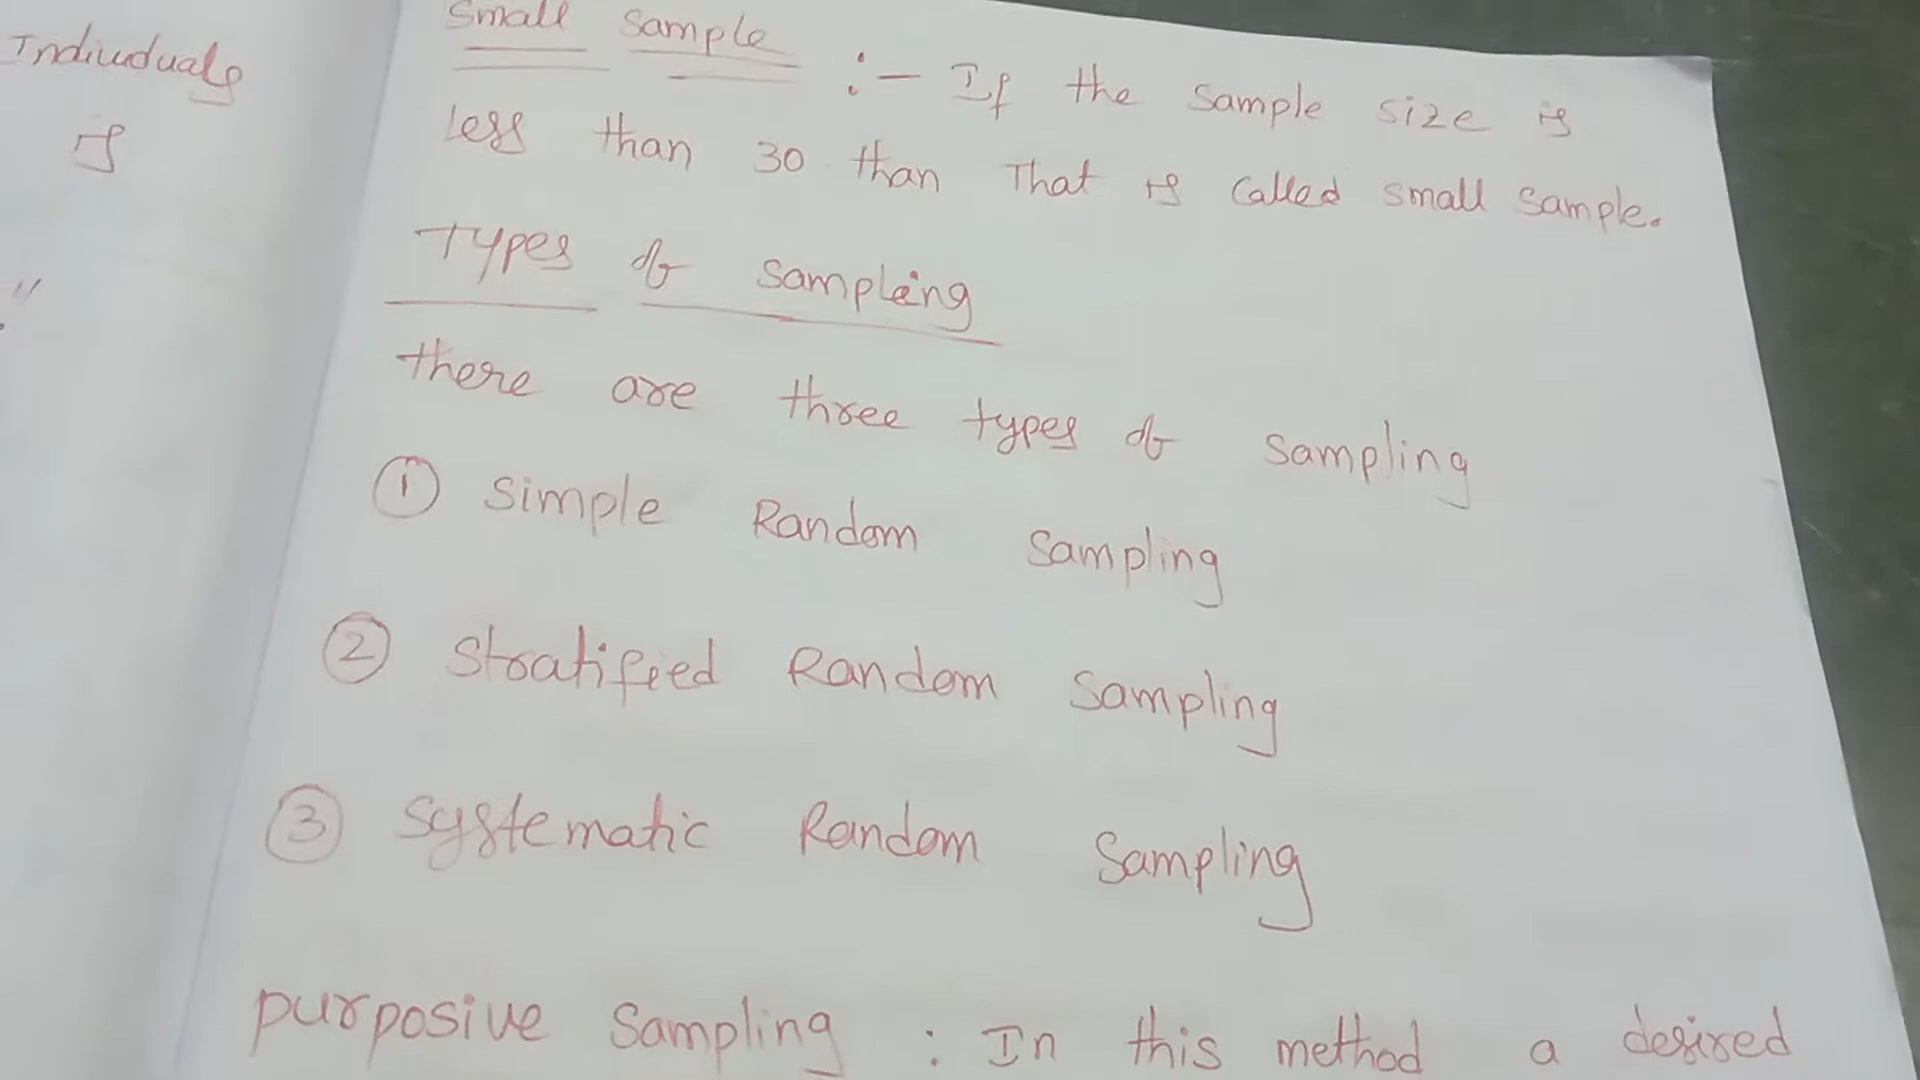 Individuals
is
"
Small Sample :- If the Sample size is
less than 30 than That is called small sample.
Types of sampling
there are three types of sampling
① Simple Random Sampling
② Stratified Random Sampling
③ Systematic Random Sampling
purposive Sampling : In this method a desired